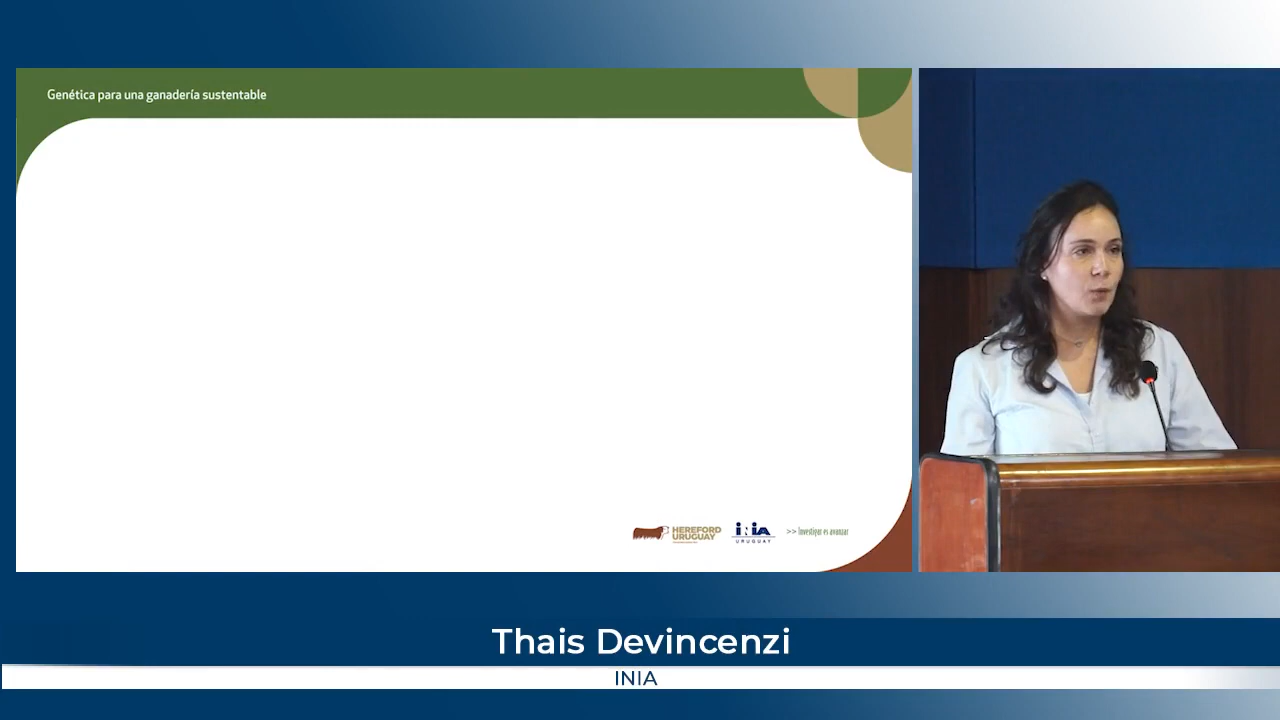 Genética para una ganadería sustentable
HEREFORD
URUGUAY
INIA
URUGUAY
>> Investigar es avanzar
Thais Devincenzi
INIA